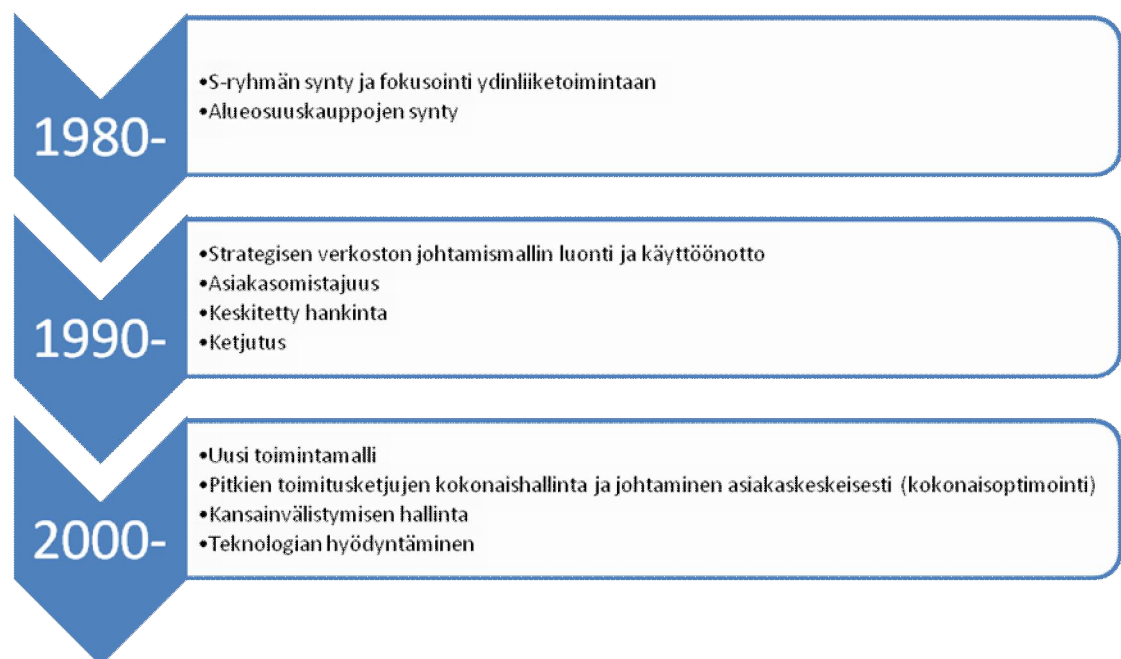 1980-
•S-ryhmän synty ja fokusointi ydinliiketoimintaan
•Alueosuuskauppojen synty
1990-
•Strategisen verkoston johtamismallin luonti ja käyttöönotto
•Asiakasomistajuus
•Keskitetty hankinta
•Ketjutus
2000-
•Uusi toimintamalli
•Pitkien toimitusketjujen kokonaishallinta ja johtaminen asiakaskeskeisesti (kokonaisoptimointi)
•Kansainvälistymisen hallinta
•Teknologian hyödyntäminen